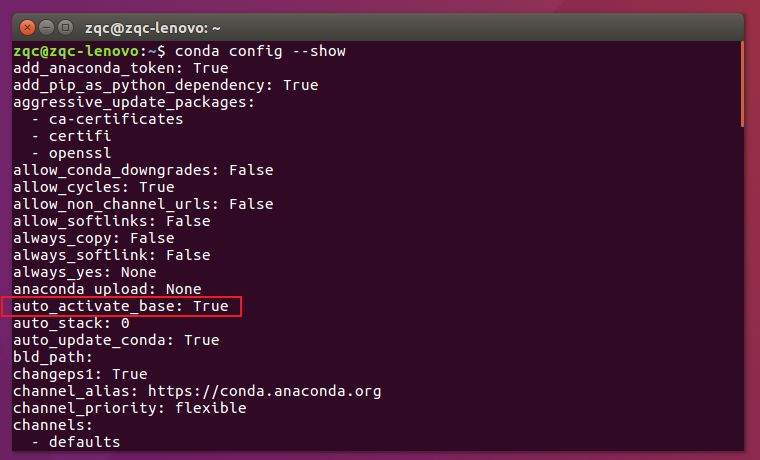 zqc@zqc-lenovo: ~
zqc@zqc-lenovo:~$ conda config --show
add_anaconda_token: True
add_pip_as_python_dependency: True
aggressive_update_packages:
  - ca-certificates
  - certifi
  - openssl
allow_conda_downgrades: False
allow_cycles: True
allow_non_channel_urls: False
allow_softlinks: False
always_copy: False
always_softlink: False
always_yes: None
anaconda_upload: None
auto_activate_base: True
auto_stack: 0
auto_update_conda: True
bld_path:
changeps1: True
channel_alias: https://conda.anaconda.org
channel_priority: flexible
channels:
  - defaults